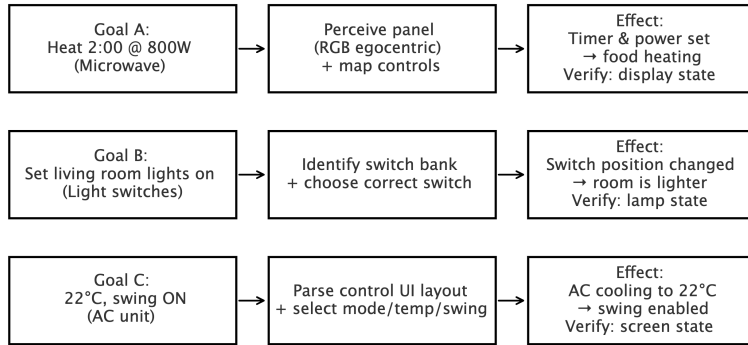 Goal A:
Heat 2:00 @ 800W
(Microwave)
Perceive panel
(RGB egocentric)
+ map controls
Effect:
Timer & power set
→ food heating
Verify: display state
Goal B:
Set living room lights on
(Light switches)
Identify switch bank
+ choose correct switch
Effect:
Switch position changed
→ room is lighter
Verify: lamp state
Goal C:
22°C, swing ON
(AC unit)
Parse control UI layout
+ select mode/temp/swing
Effect:
AC cooling to 22°C
→ swing enabled
Verify: screen state